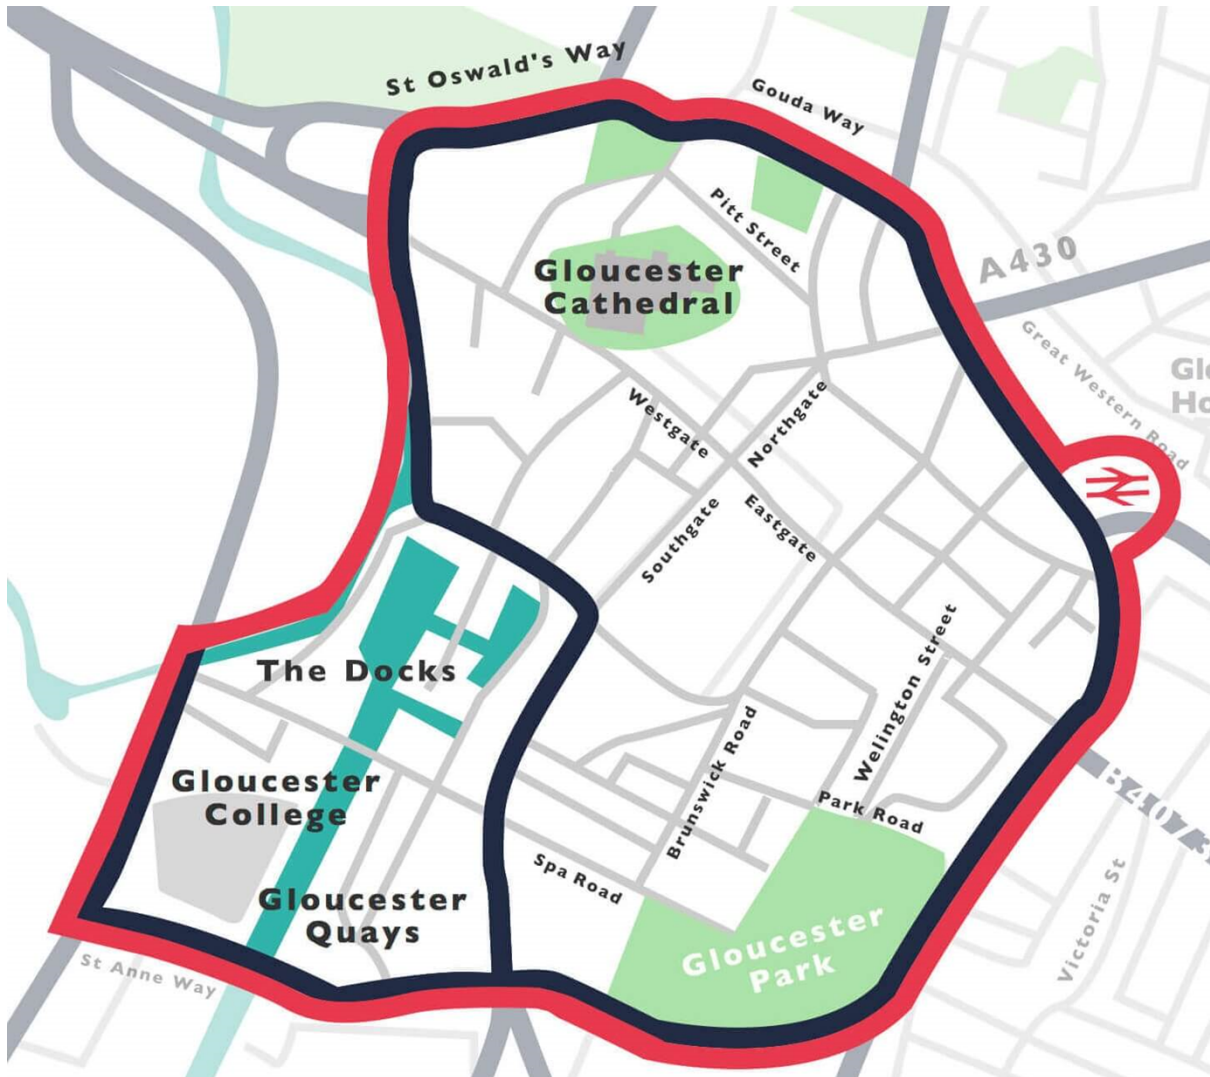 St Oswald's Way
Gouda Way
Pitt Street
A430
Gloucester
Cathedral
Great Western Road
Westgate
Northgate
Southgate
Eastgate
The Docks
Welington Street
Gloucester
College
Brunswick Road
Park Road
Spa Road
Gloucester
Quays
Gloucester
Park
Victoria St
St Anne Way